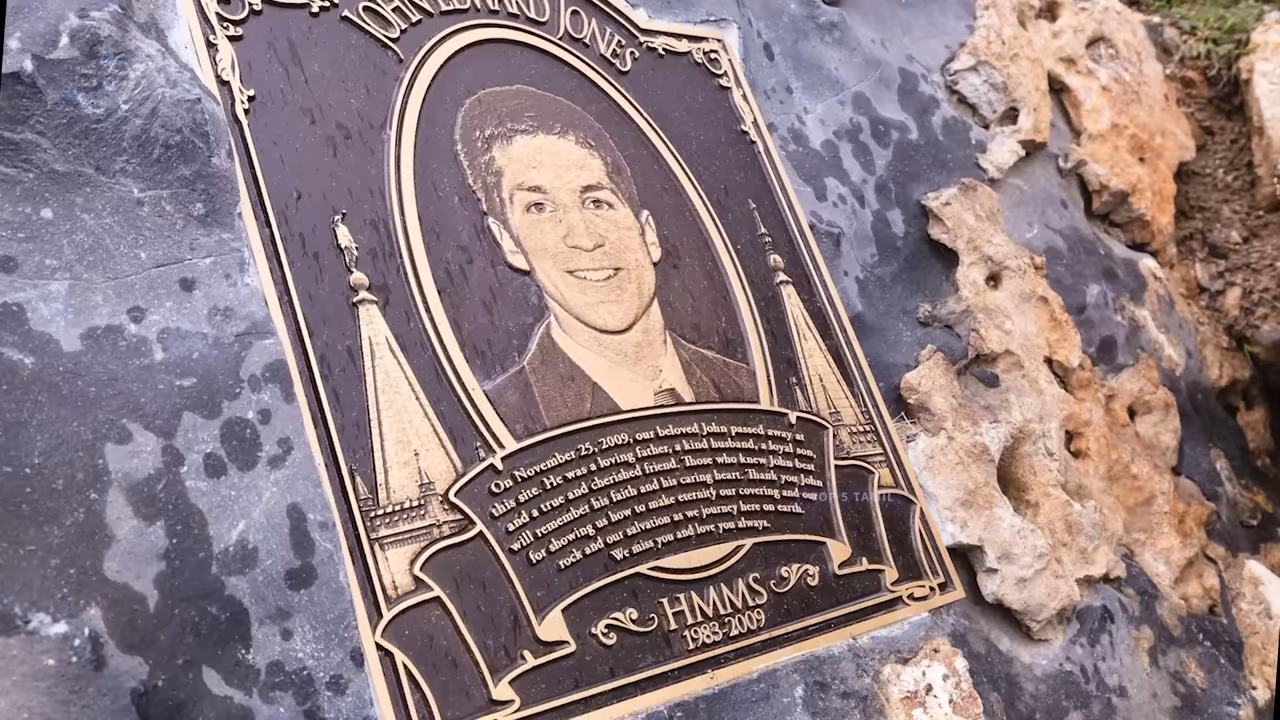 JOHN EDWARD JONES
On November 25, 2009, our beloved John passed away at
this site. He was a loving father, a kind husband, a loyal son,
and a true and cherished friend. Those who knew John best
will remember his faith and his caring heart. Thank you John
for showing us how to make eternity our covering and our
rock and our salvation as we journey here on earth.
We miss you and love you always.
HMMS
1983-2009
TOP 5 TAMIL